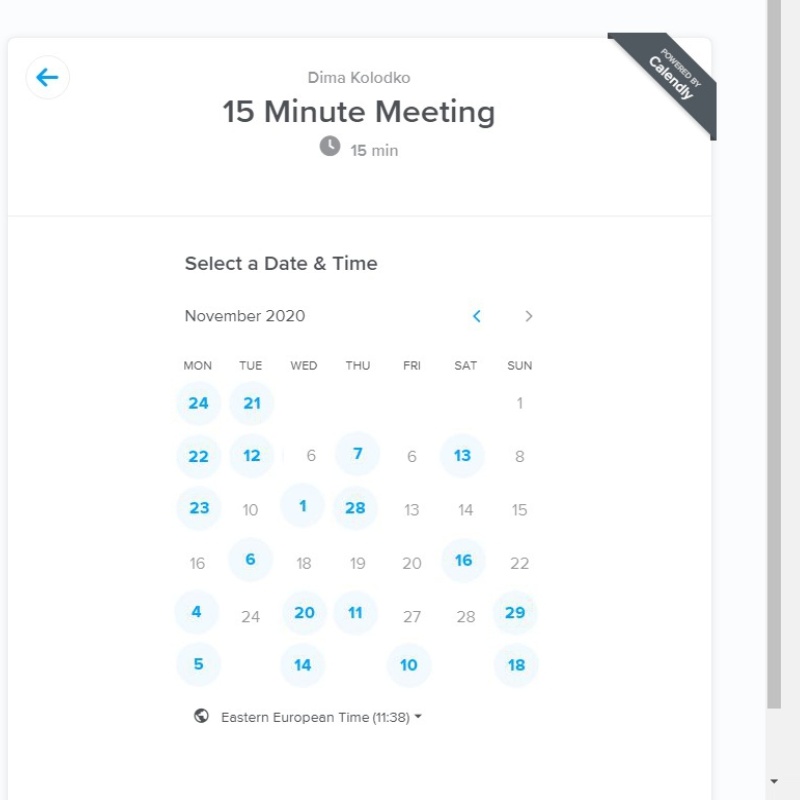 POWERED BY
Calendly
Dima Kolodko
15 Minute Meeting
15 min
Select a Date & Time
November 2020
MON TUE WED THU FRI SAT SUN
24 21 1
22 12 6 7 6 13 8
23 10 1 28 13 14 15
16 6 18 19 20 16 22
4 24 20 11 27 28 29
5 14 10 18
Eastern European Time (11:38)